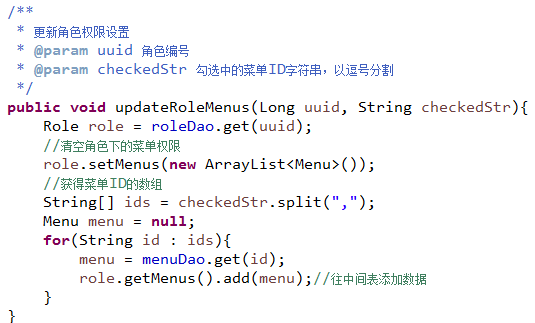 /**
 * 更新角色权限设置
 * @param uuid 角色编号
 * @param checkedStr 勾选中的菜单ID字符串，以逗号分割
 */
public void updateRoleMenus(Long uuid, String checkedStr){
    Role role = roleDao.get(uuid);
    //清空角色下的菜单权限
    role.setMenus(new ArrayList<Menu>());
    //获得菜单ID的数组
    String[] ids = checkedStr.split(",");
    Menu menu = null;
    for(String id : ids){
        menu = menuDao.get(id);
        role.getMenus().add(menu);//往中间表添加数据
    }
}